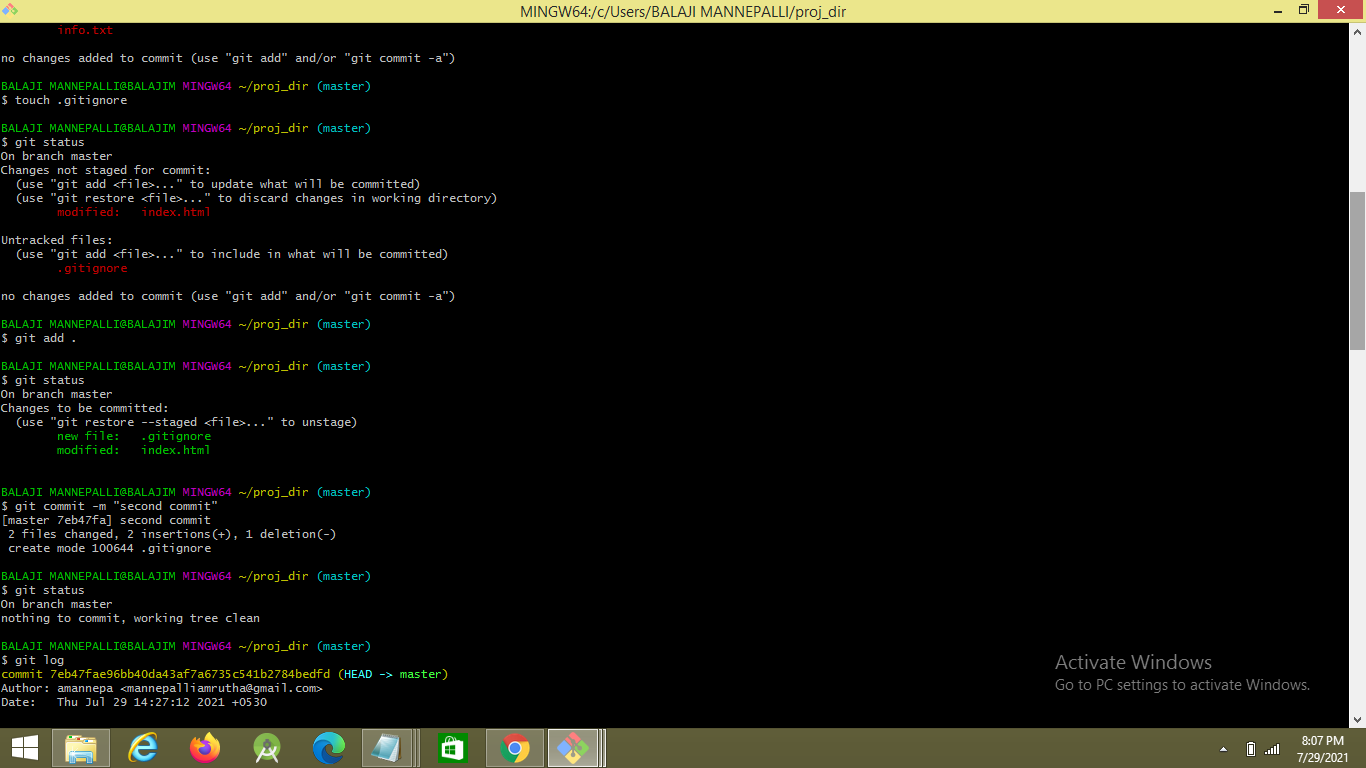 MINGW64:/c/Users/BALAJI MANNEPALLI/proj_dir
info.txt
no changes added to commit (use "git add" and/or "git commit -a")
BALAJI MANNEPALLI@BALAJIM MINGW64 ~/proj_dir (master)
$ touch .gitignore
BALAJI MANNEPALLI@BALAJIM MINGW64 ~/proj_dir (master)
$ git status
On branch master
Changes not staged for commit:
(use "git add <file>..." to update what will be committed)
(use "git restore <file>..." to discard changes in working directory)
modified:   index.html
Untracked files:
(use "git add <file>..." to include in what will be committed)
.gitignore
no changes added to commit (use "git add" and/or "git commit -a")
BALAJI MANNEPALLI@BALAJIM MINGW64 ~/proj_dir (master)
$ git add .
BALAJI MANNEPALLI@BALAJIM MINGW64 ~/proj_dir (master)
$ git status
On branch master
Changes to be committed:
(use "git restore --staged <file>..." to unstage)
new file:   .gitignore
modified:   index.html
BALAJI MANNEPALLI@BALAJIM MINGW64 ~/proj_dir (master)
$ git commit -m "second commit"
[master 7eb47fa] second commit
2 files changed, 2 insertions(+), 1 deletion(-)
create mode 100644 .gitignore
BALAJI MANNEPALLI@BALAJIM MINGW64 ~/proj_dir (master)
$ git status
On branch master
nothing to commit, working tree clean
BALAJI MANNEPALLI@BALAJIM MINGW64 ~/proj_dir (master)
$ git log
commit 7eb47fae96bb40da43af7a6735c541b2784bedfd (HEAD -> master)
Author: amannepa <mannepalliamrutha@gmail.com>
Date:   Thu Jul 29 14:27:12 2021 +0530
Activate Windows
Go to PC settings to activate Windows.
8:07 PM
7/29/2021